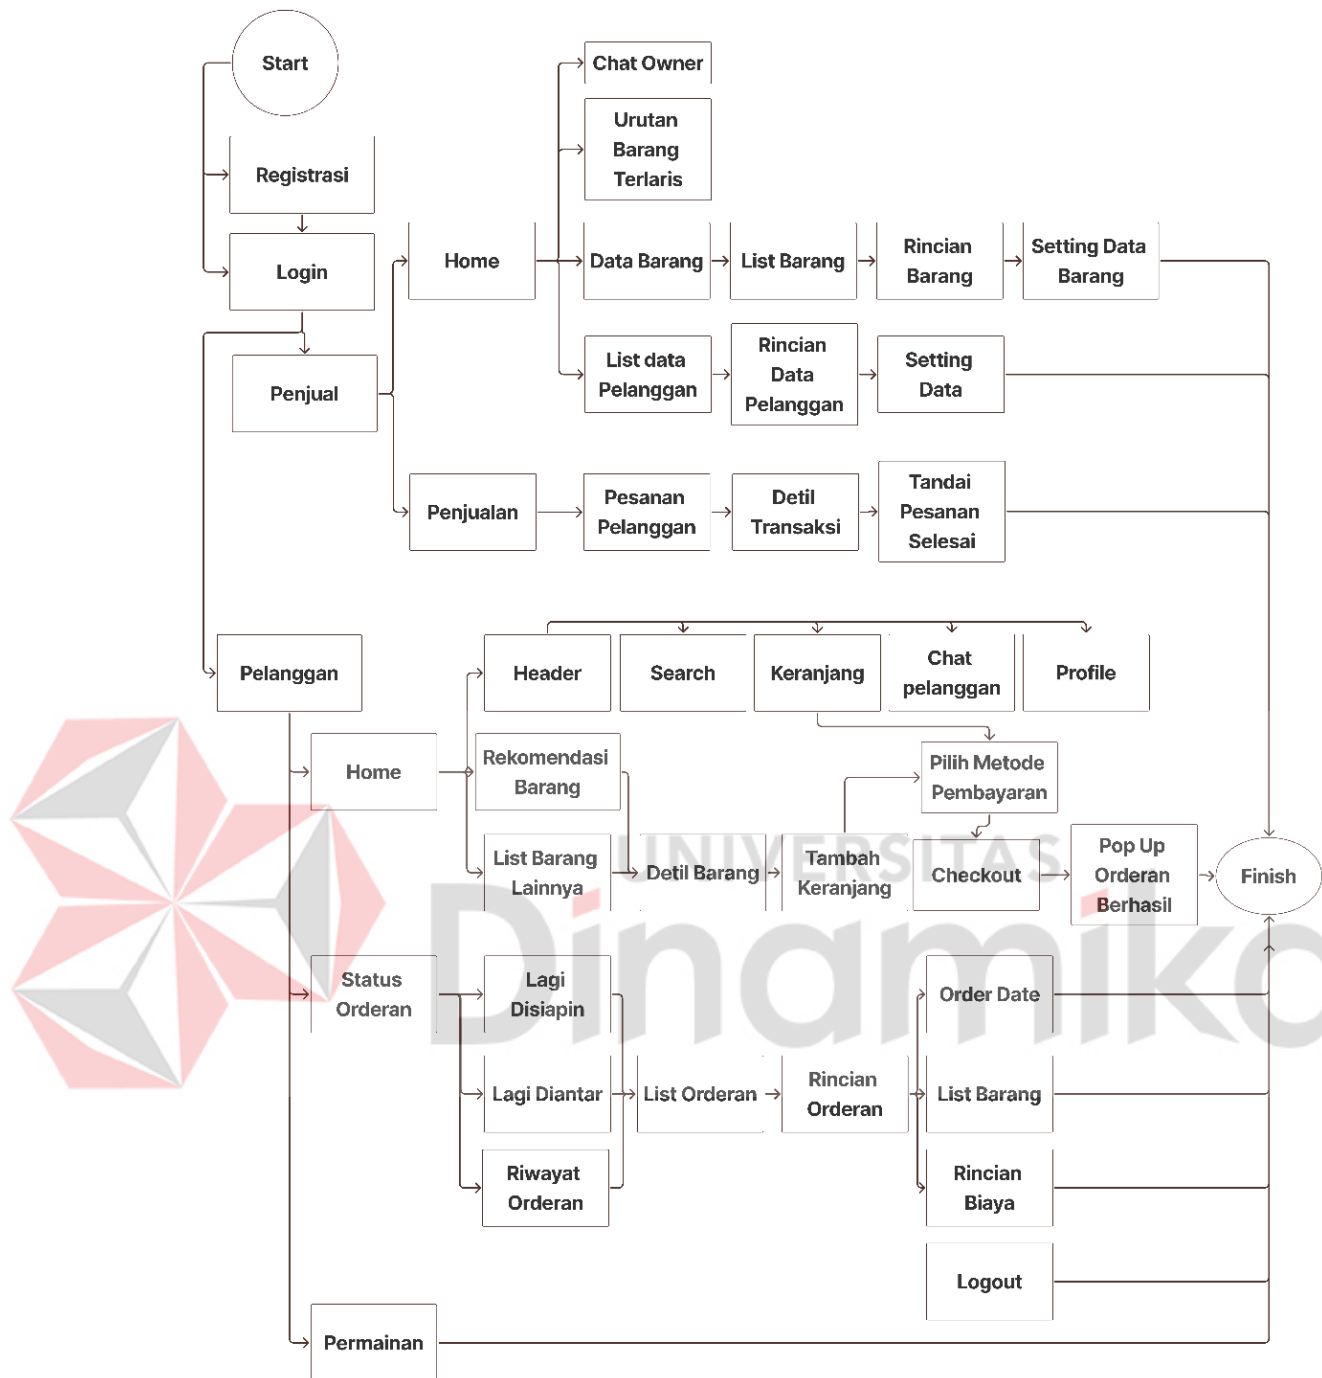 Start
Chat Owner
Urutan
Barang
Terlaris
Registrasi
Login
Home
Data Barang
List Barang
Rincian
Barang
Setting Data
Barang
Penjual
List data
Pelanggan
Rincian
Data
Pelanggan
Setting
Data
Penjualan
Pesanan
Pelanggan
Detil
Transaksi
Tandai
Pesanan
Selesai
Pelanggan
Header
Search
Keranjang
Chat
pelanggan
Profile
Home
Rekomendasi
Barang
Pilih Metode
Pembayaran
List Barang
Lainnya
Detil Barang
Tambah
Keranjang
Checkout
Pop Up
Orderan
Berhasil
Finish
UNIVERSITAS
Dinamika
Status
Orderan
Lagi
Disiapin
Order Date
Lagi Diantar
List Orderan
Rincian
Orderan
List Barang
Riwayat
Orderan
Rincian
Biaya
Logout
Permainan